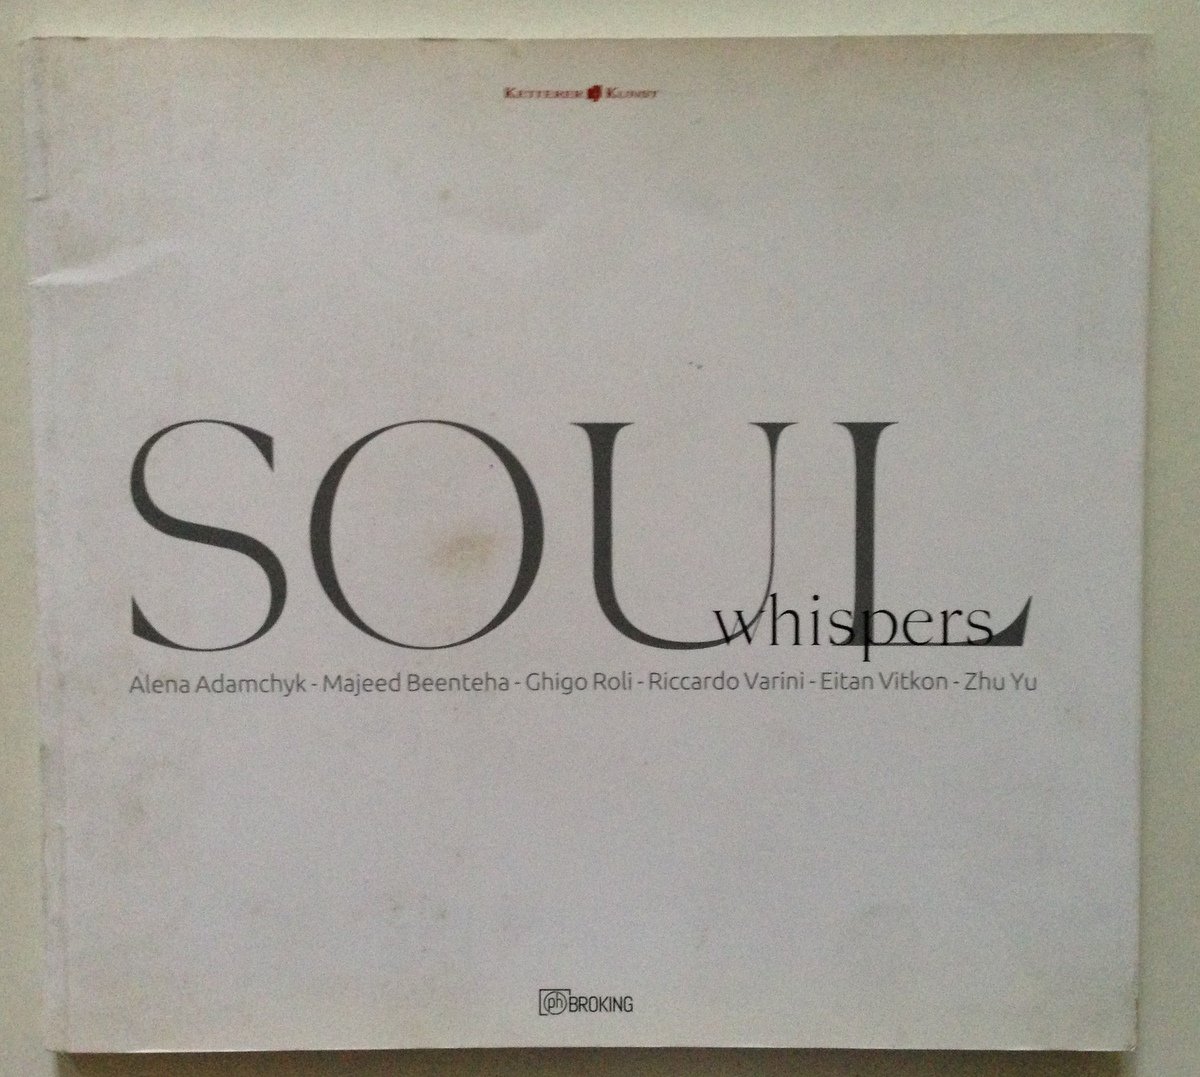 KETTERER KUNST
SOUL
whispers
Alena Adamchyk - Majeed Beenteha - Ghigo Roli - Riccardo Varini - Eitan Vitkon - Zhu Yu
ph BROKING